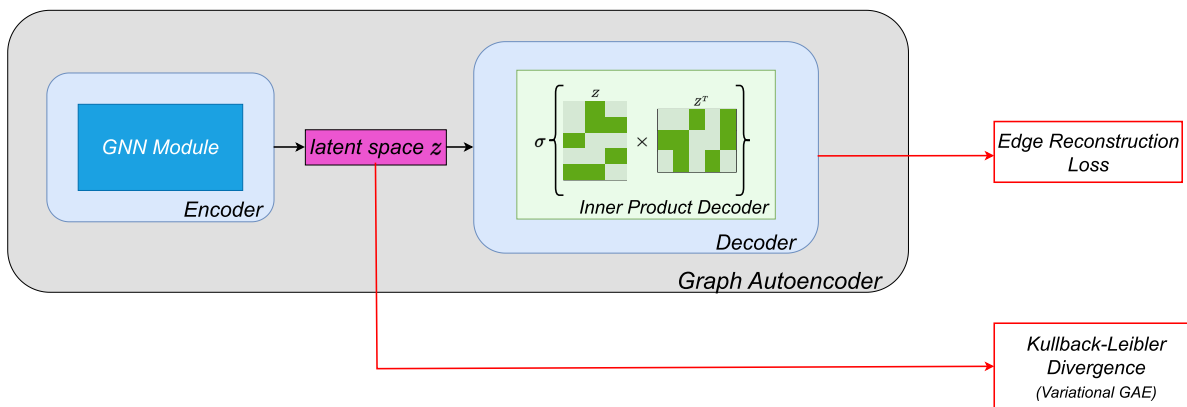 GNN Module
Encoder
latent space z
σ
Z
×
Z^T
Inner Product Decoder
Decoder
Graph Autoencoder
Edge Reconstruction
Loss
Kullback-Leibler
Divergence
(Variational GAE)